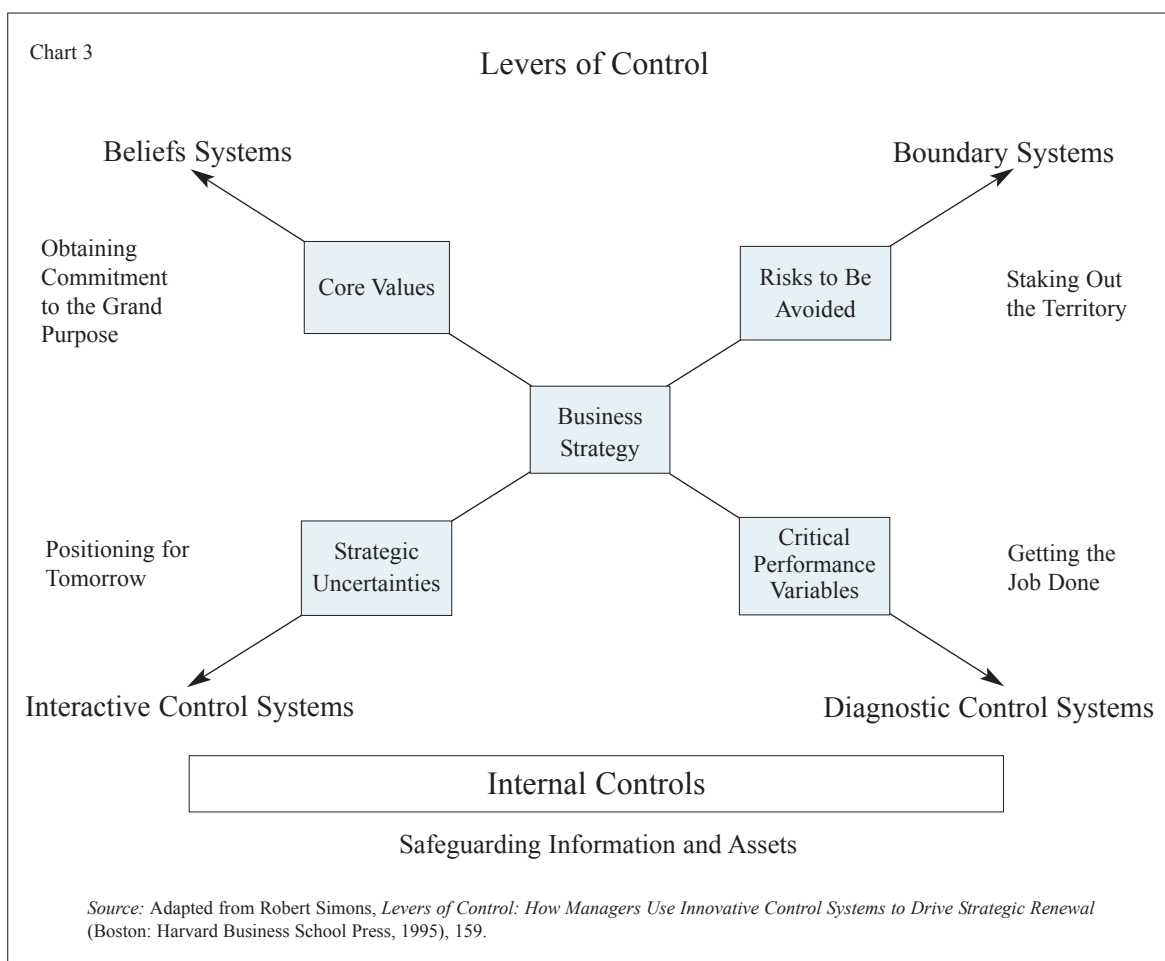 Chart 3
Levers of Control
Beliefs Systems
Boundary Systems
Obtaining
Commitment
to the Grand
Purpose
Core Values
Risks to Be
Avoided
Staking Out
the Territory
Business
Strategy
Positioning for
Tomorrow
Strategic
Uncertainties
Critical
Performance
Variables
Getting the
Job Done
Interactive Control Systems
Diagnostic Control Systems
Internal Controls
Safeguarding Information and Assets
Source: Adapted from Robert Simons, Levers of Control: How Managers Use Innovative Control Systems to Drive Strategic Renewal
(Boston: Harvard Business School Press, 1995), 159.